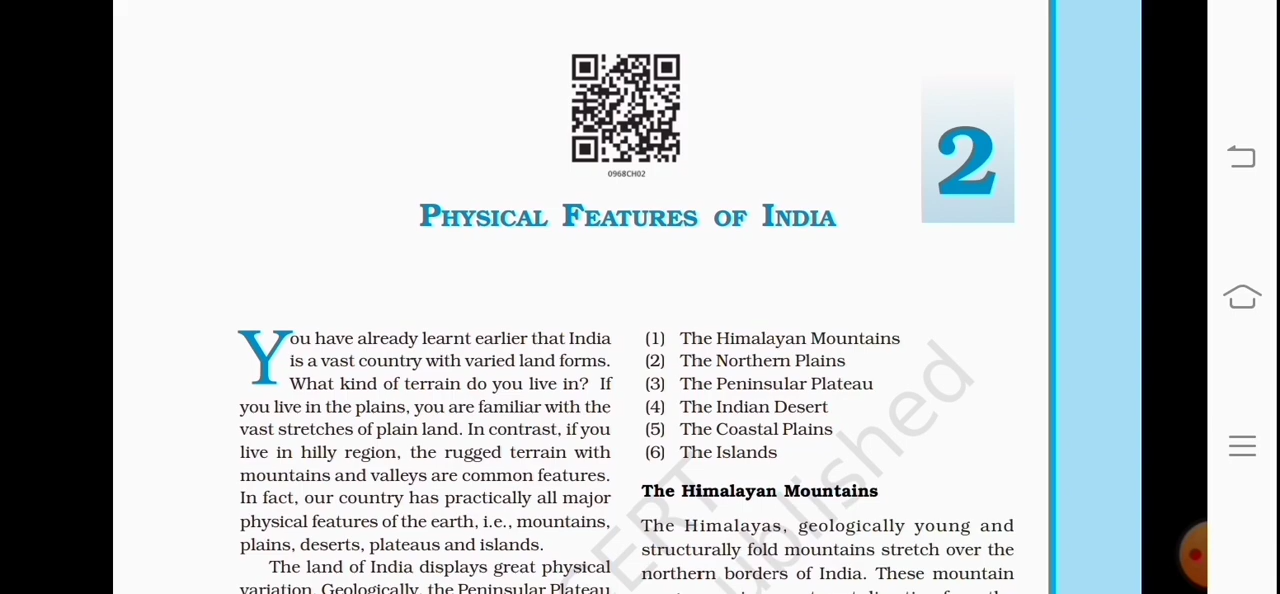 0968CH02
2
PHYSICAL FEATURES OF INDIA
You have already learnt earlier that India
is a vast country with varied land forms.
What kind of terrain do you live in? If
you live in the plains, you are familiar with the
vast stretches of plain land. In contrast, if you
live in hilly region, the rugged terrain with
mountains and valleys are common features.
In fact, our country has practically all major
physical features of the earth, i.e., mountains,
plains, deserts, plateaus and islands.
The land of India displays great physical
variation. Geologically, the Peninsular Plateau
(1) The Himalayan Mountains
(2) The Northern Plains
(3) The Peninsular Plateau
(4) The Indian Desert
(5) The Coastal Plains
(6) The Islands
The Himalayan Mountains
The Himalayas, geologically young and
structurally fold mountains stretch over the
northern borders of India. These mountain